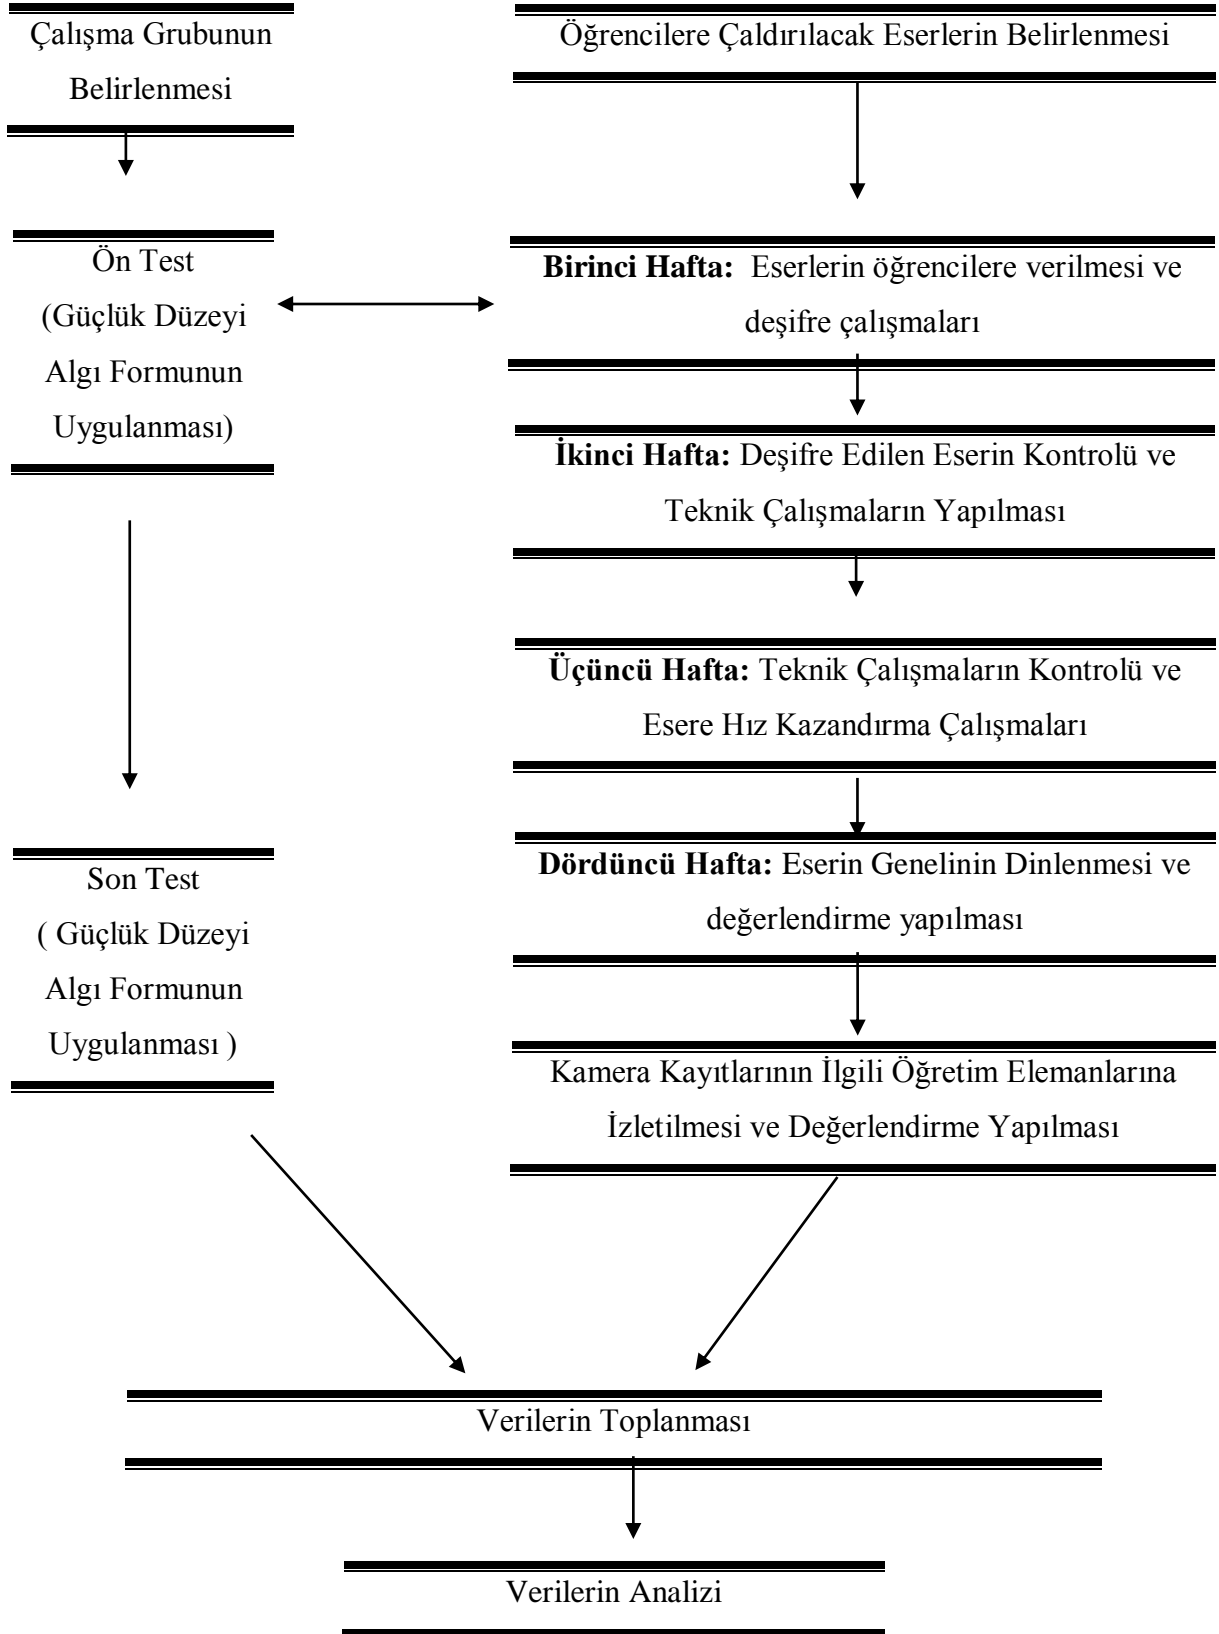 Çalışma Grubunun
Belirlenmesi
Öğrencilere Çaldırılacak Eserlerin Belirlenmesi
Ön Test
(Güçlük Düzeyi
Algı Formunun
Uygulanması)
Birinci Hafta: Eserlerin öğrencilere verilmesi ve
deşifre çalışmaları
İkinci Hafta: Deşifre Edilen Eserin Kontrolü ve
Teknik Çalışmaların Yapılması
Üçüncü Hafta: Teknik Çalışmaların Kontrolü ve
Esere Hız Kazandırma Çalışmaları
Dördüncü Hafta: Eserin Genelinin Dinlenmesi ve
değerlendirme yapılması
Son Test
( Güçlük Düzeyi
Algı Formunun
Uygulanması )
Kamera Kayıtlarının İlgili Öğretim Elemanlarına
İzletilmesi ve Değerlendirme Yapılması
Verilerin Toplanması
Verilerin Analizi